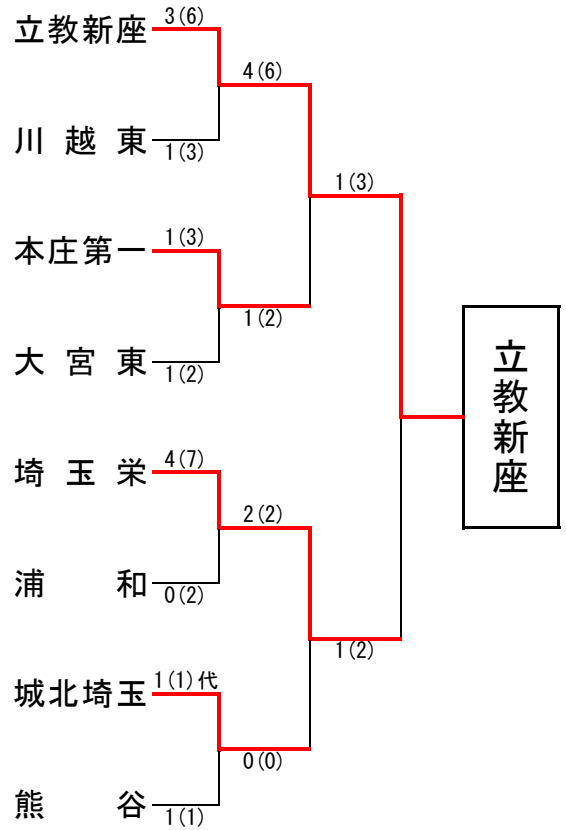 立教新座
3(6)
川越東
1(3)
4(6)
本庄第一
1(3)
大宮東
1(2)
1(2)
1(3)
埼玉栄
4(7)
浦和
0(2)
2(2)
城北埼玉
1(1)代
熊谷
1(1)
0(0)
1(2)
立教新座